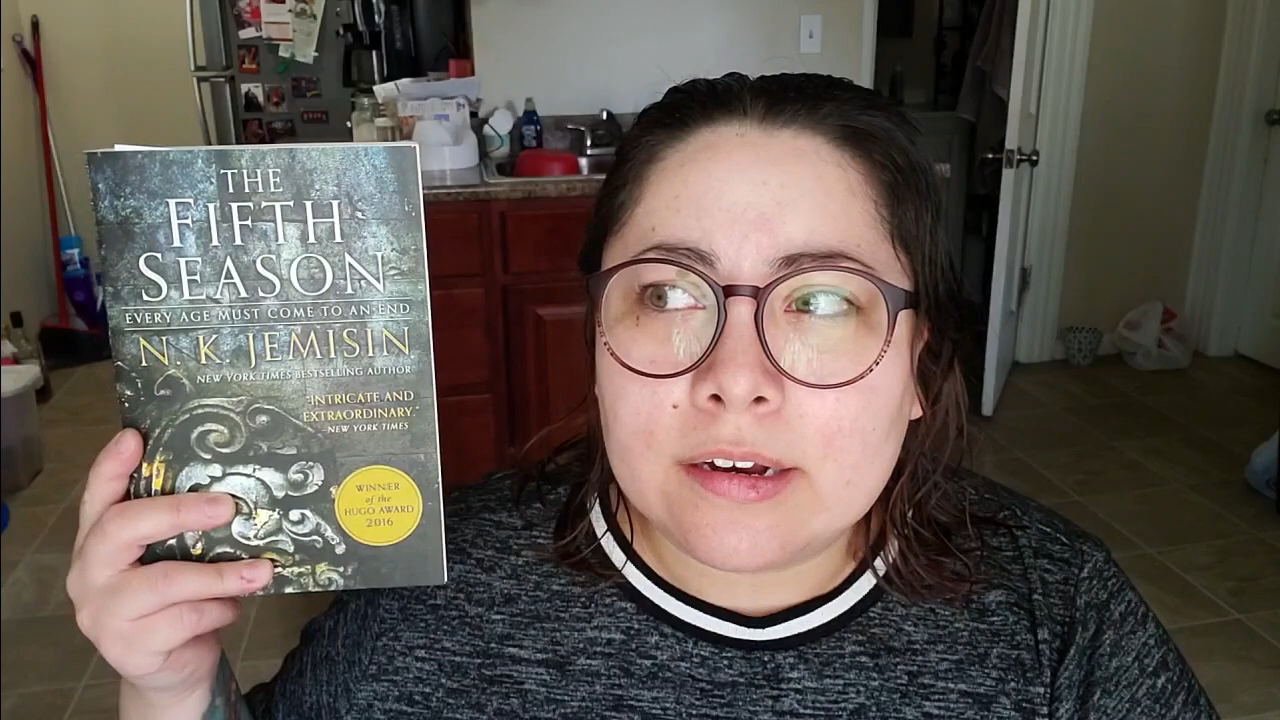 THE
FIFTH
SEASON
EVERY AGE MUST COME TO AN END
N. K. JEMISIN
NEW YORK TIMES BESTSELLING AUTHOR
"INTRICATE AND
EXTRAORDINARY."
—NEW YORK TIMES
WINNER
of the
HUGO AWARD
2016